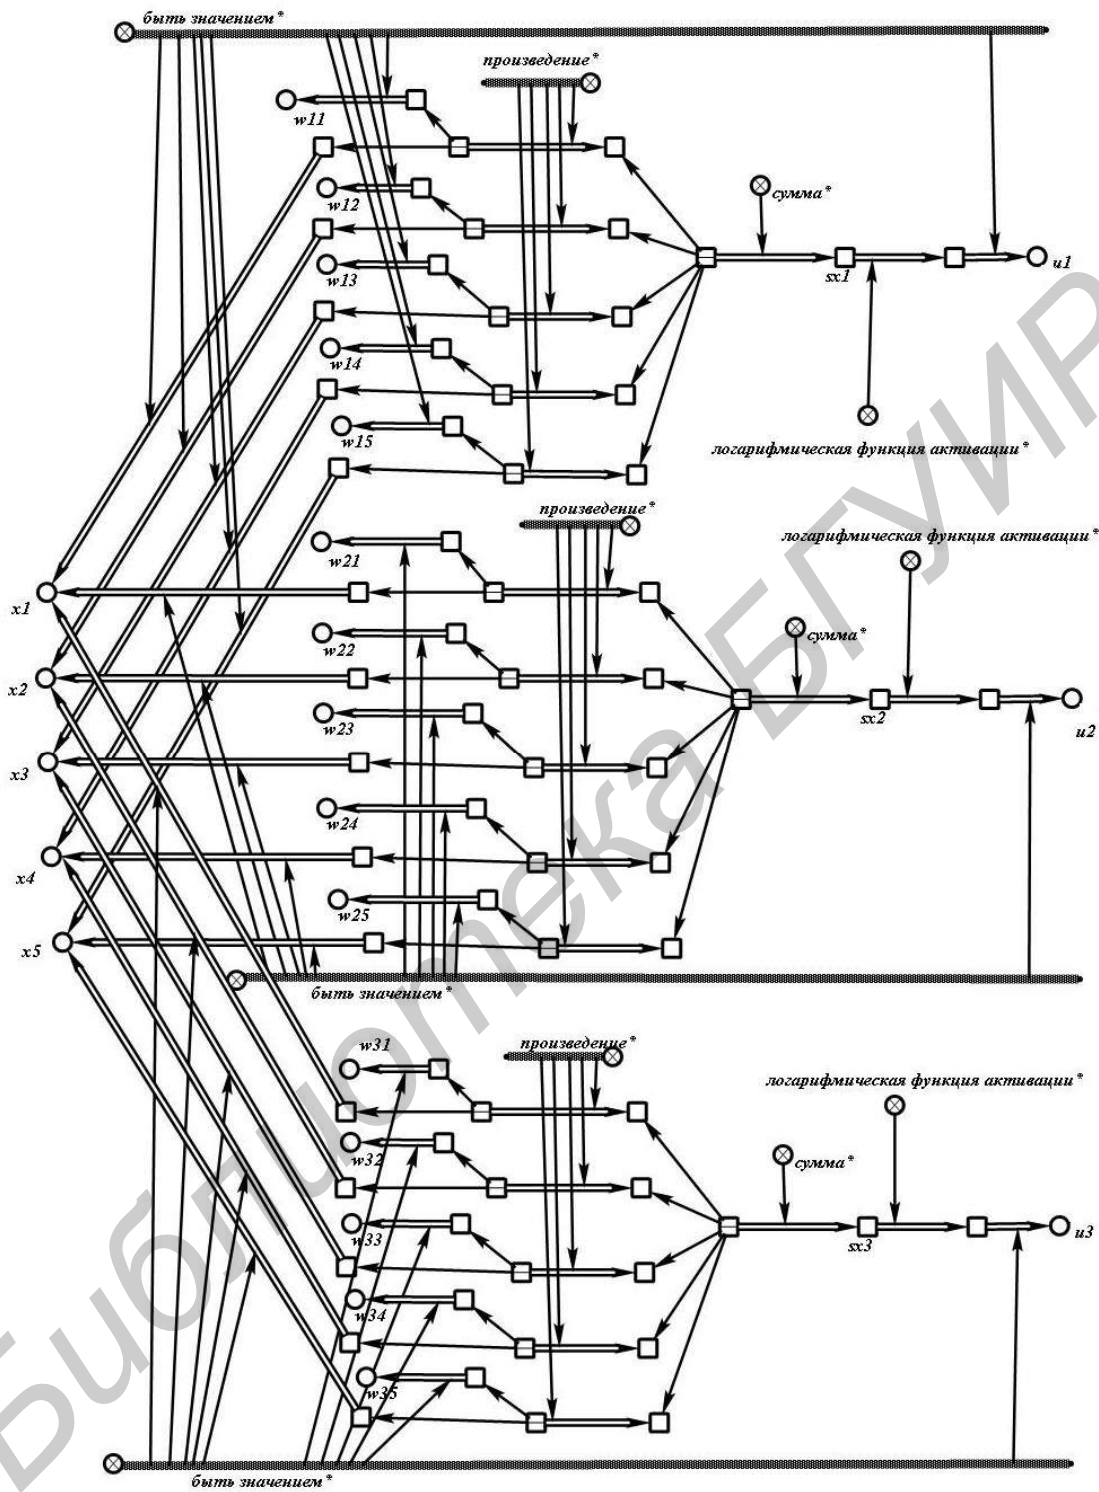 быть значением*
произведение*
w11
w12
сумма*
w13
sx1
u1
w14
w15
логарифмическая функция активации*
произведение*
логарифмическая функция активации*
w21
x1
w22
сумма*
x2
w23
sx2
u2
x3
w24
x4
w25
x5
быть значением*
w31
произведение*
логарифмическая функция активации*
w32
сумма*
w33
sx3
u3
w34
w35
быть значением*
Библиотека БГУИР